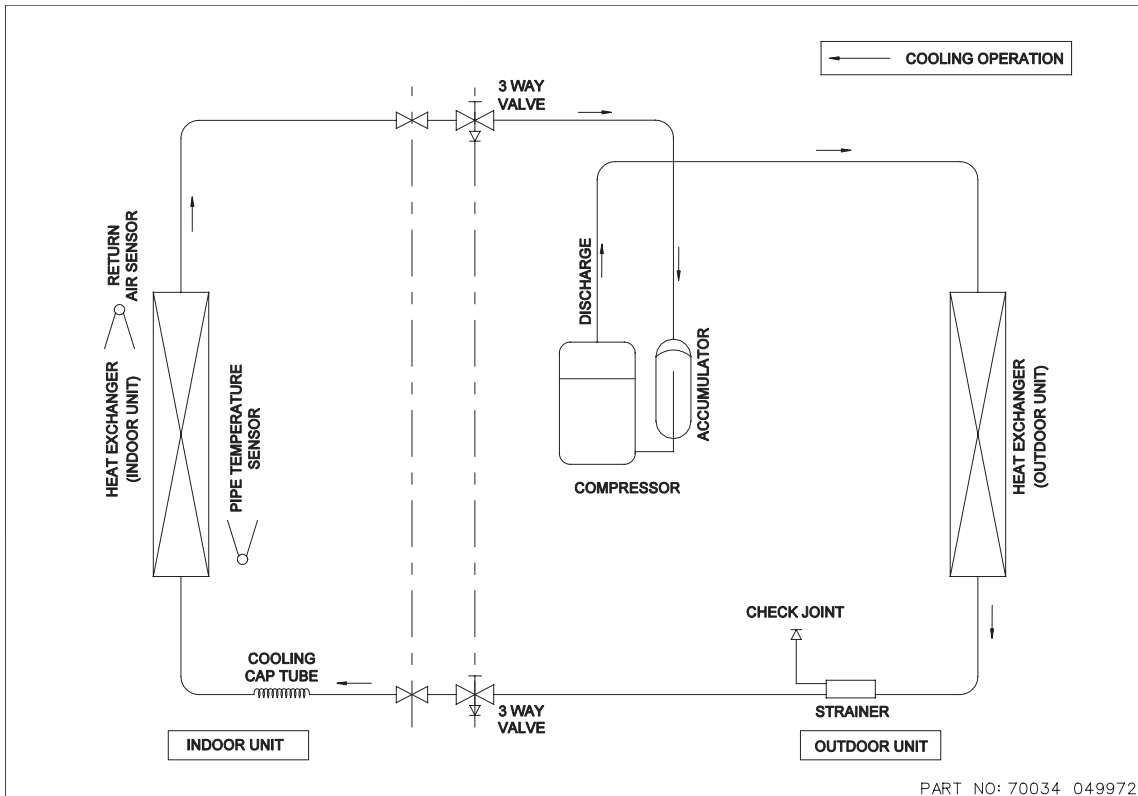 COOLING OPERATION
3 WAY
VALVE
RETURN
AIR SENSOR
HEAT EXCHANGER
(INDOOR UNIT)
PIPE TEMPERATURE
SENSOR
DISCHARGE
ACCUMULATOR
COMPRESSOR
HEAT EXCHANGER
(OUTDOOR UNIT)
CHECK JOINT
STRAINER
COOLING
CAP TUBE
3 WAY
VALVE
INDOOR UNIT
OUTDOOR UNIT
PART NO: 70034 049972